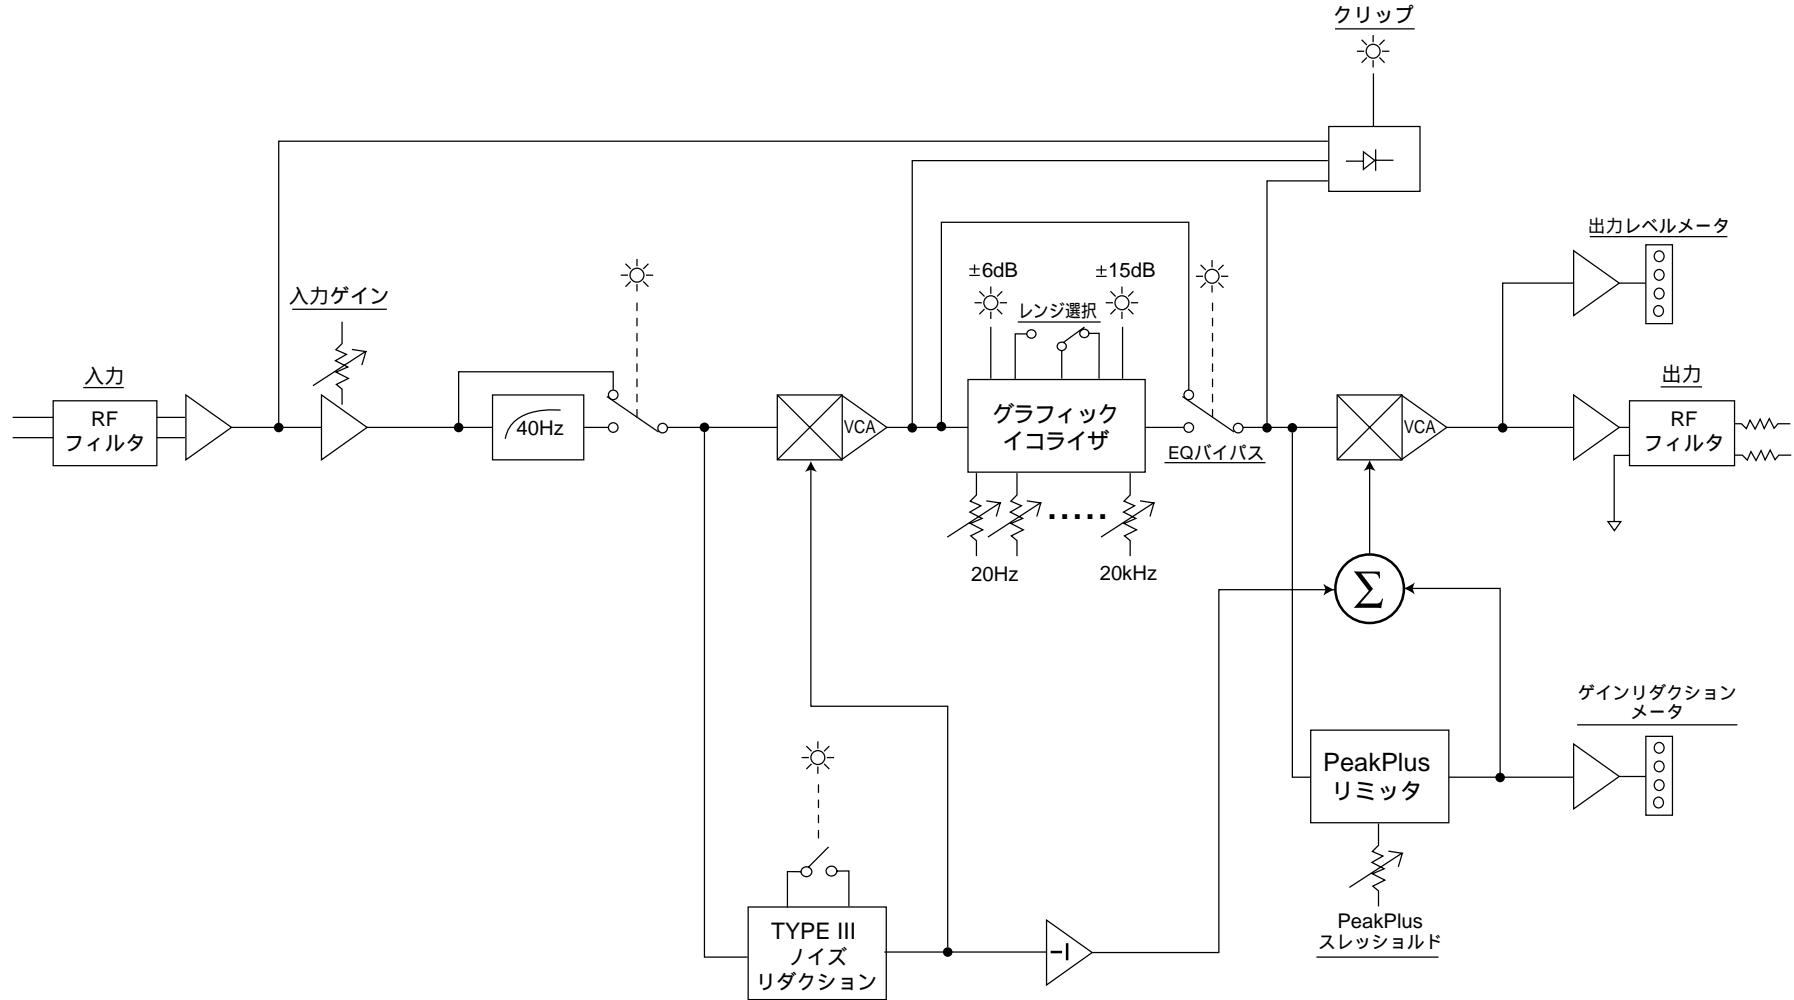 クリップ
出力レベルメータ
±6dB
±15dB
入力ゲイン
レンジ選択
入力
出力
RF
フィルタ
40Hz
VCA
グラフィック
イコライザ
EQバイパス
VCA
RF
フィルタ
20Hz
20kHz
Σ
ゲインリダクション
メータ
PeakPlus
リミッタ
PeakPlus
スレッショルド
TYPE III
ノイズ
リダクション
–1